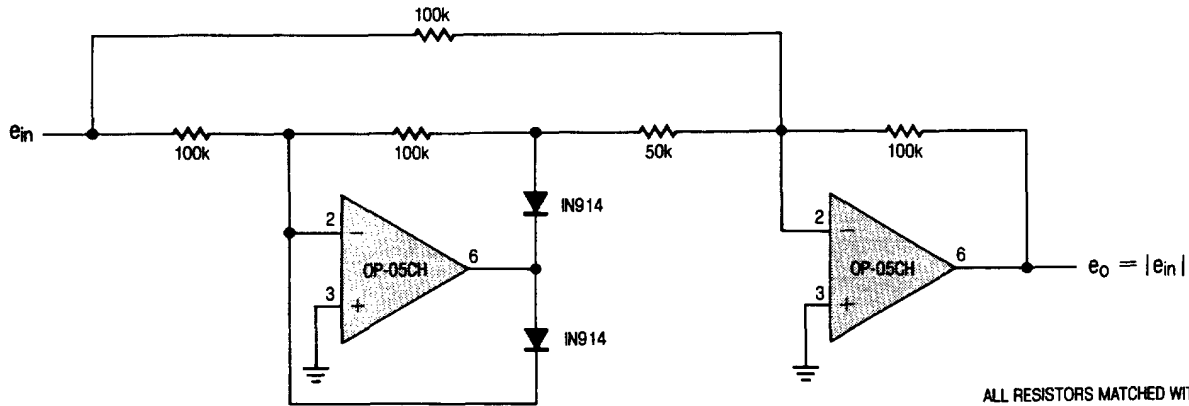 100k
e_in
100k
100k
50k
100k
IN914
2
−
OP-05CH
6
3
+
IN914
2
−
OP-05CH
6
3
+
e_o = |e_in|
ALL RESISTORS MATCHED